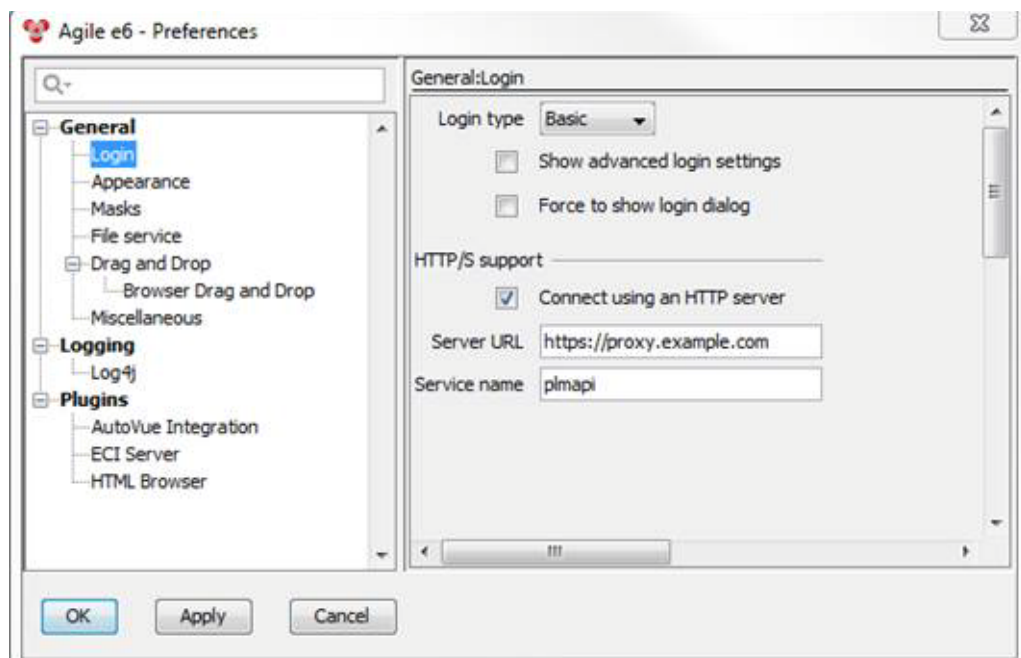 Agile e6 - Preferences
General
Login
Appearance
Masks
File service
Drag and Drop
Browser Drag and Drop
Miscellaneous
Logging
Log4j
Plugins
AutoVue Integration
ECI Server
HTML Browser
General:Login
Login type Basic
Show advanced login settings
Force to show login dialog
HTTP/S support
Connect using an HTTP server
Server URL https://proxy.example.com
Service name plmapi
OK Apply Cancel